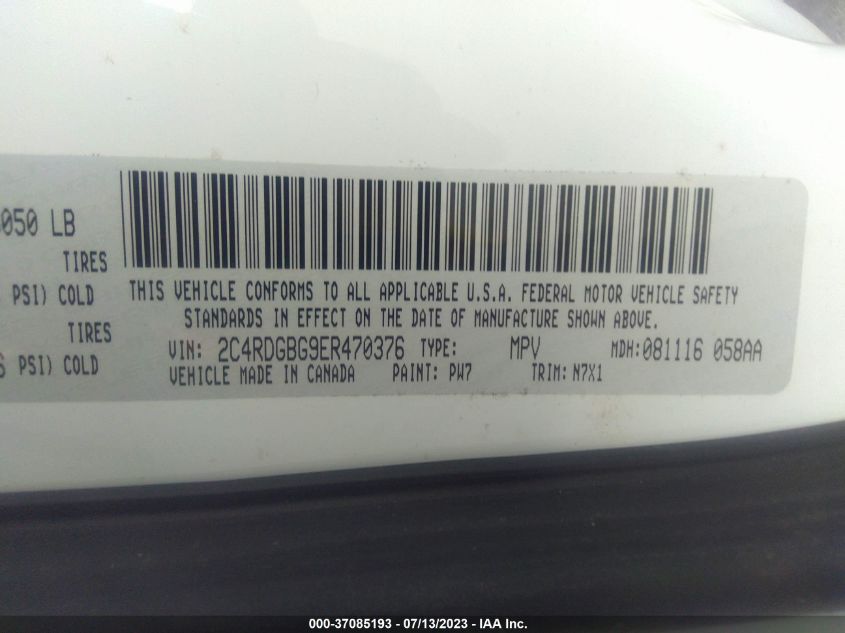 050 LB
TIRES
PSI) COLD
TIRES
PSI) COLD
THIS VEHICLE CONFORMS TO ALL APPLICABLE U.S.A. FEDERAL MOTOR VEHICLE SAFETY
STANDARDS IN EFFECT ON THE DATE OF MANUFACTURE SHOWN ABOVE.
VIN: 2C4RDGBG9ER470376 TYPE: MPV MDH:081116 058AA
VEHICLE MADE IN CANADA PAINT: PW7 TRIM: N7X1
000-37085193 / 07/13/2023 - IAA Inc.